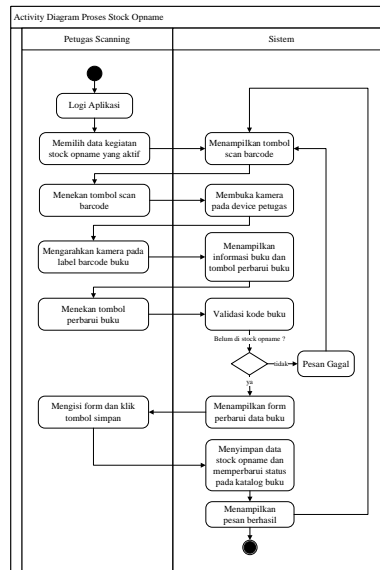 Activity Diagram Proses Stock Opname
Petugas Scanning
Sistem
Logi Aplikasi
Memilih data kegiatan
stock opname yang aktif
Menampilkan tombol
scan barcode
Menekan tombol scan
barcode
Membuka kamera
pada device petugas
Mengarahkan kamera pada
label barcode buku
Menampilkan
informasi buku dan
tombol perbarui buku
Menekan tombol
perbarui buku
Validasi kode buku
Belum di stock opname ?
tidak
Pesan Gagal
ya
Mengisi form dan klik
tombol simpan
Menampilkan form
perbarui data buku
Menyimpan data
stock opname dan
memperbarui status
pada katalog buku
Menampilkan
pesan berhasil